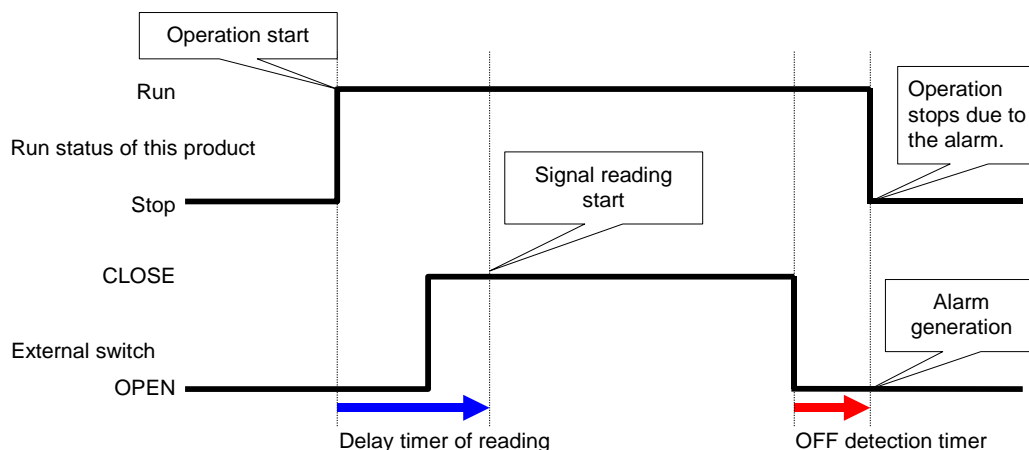 Operation start
Run
Operation
stops due to
the alarm.
Run status of this product
Signal reading
start
Stop
CLOSE
Alarm
generation
External switch
OPEN
Delay timer of reading
OFF detection timer